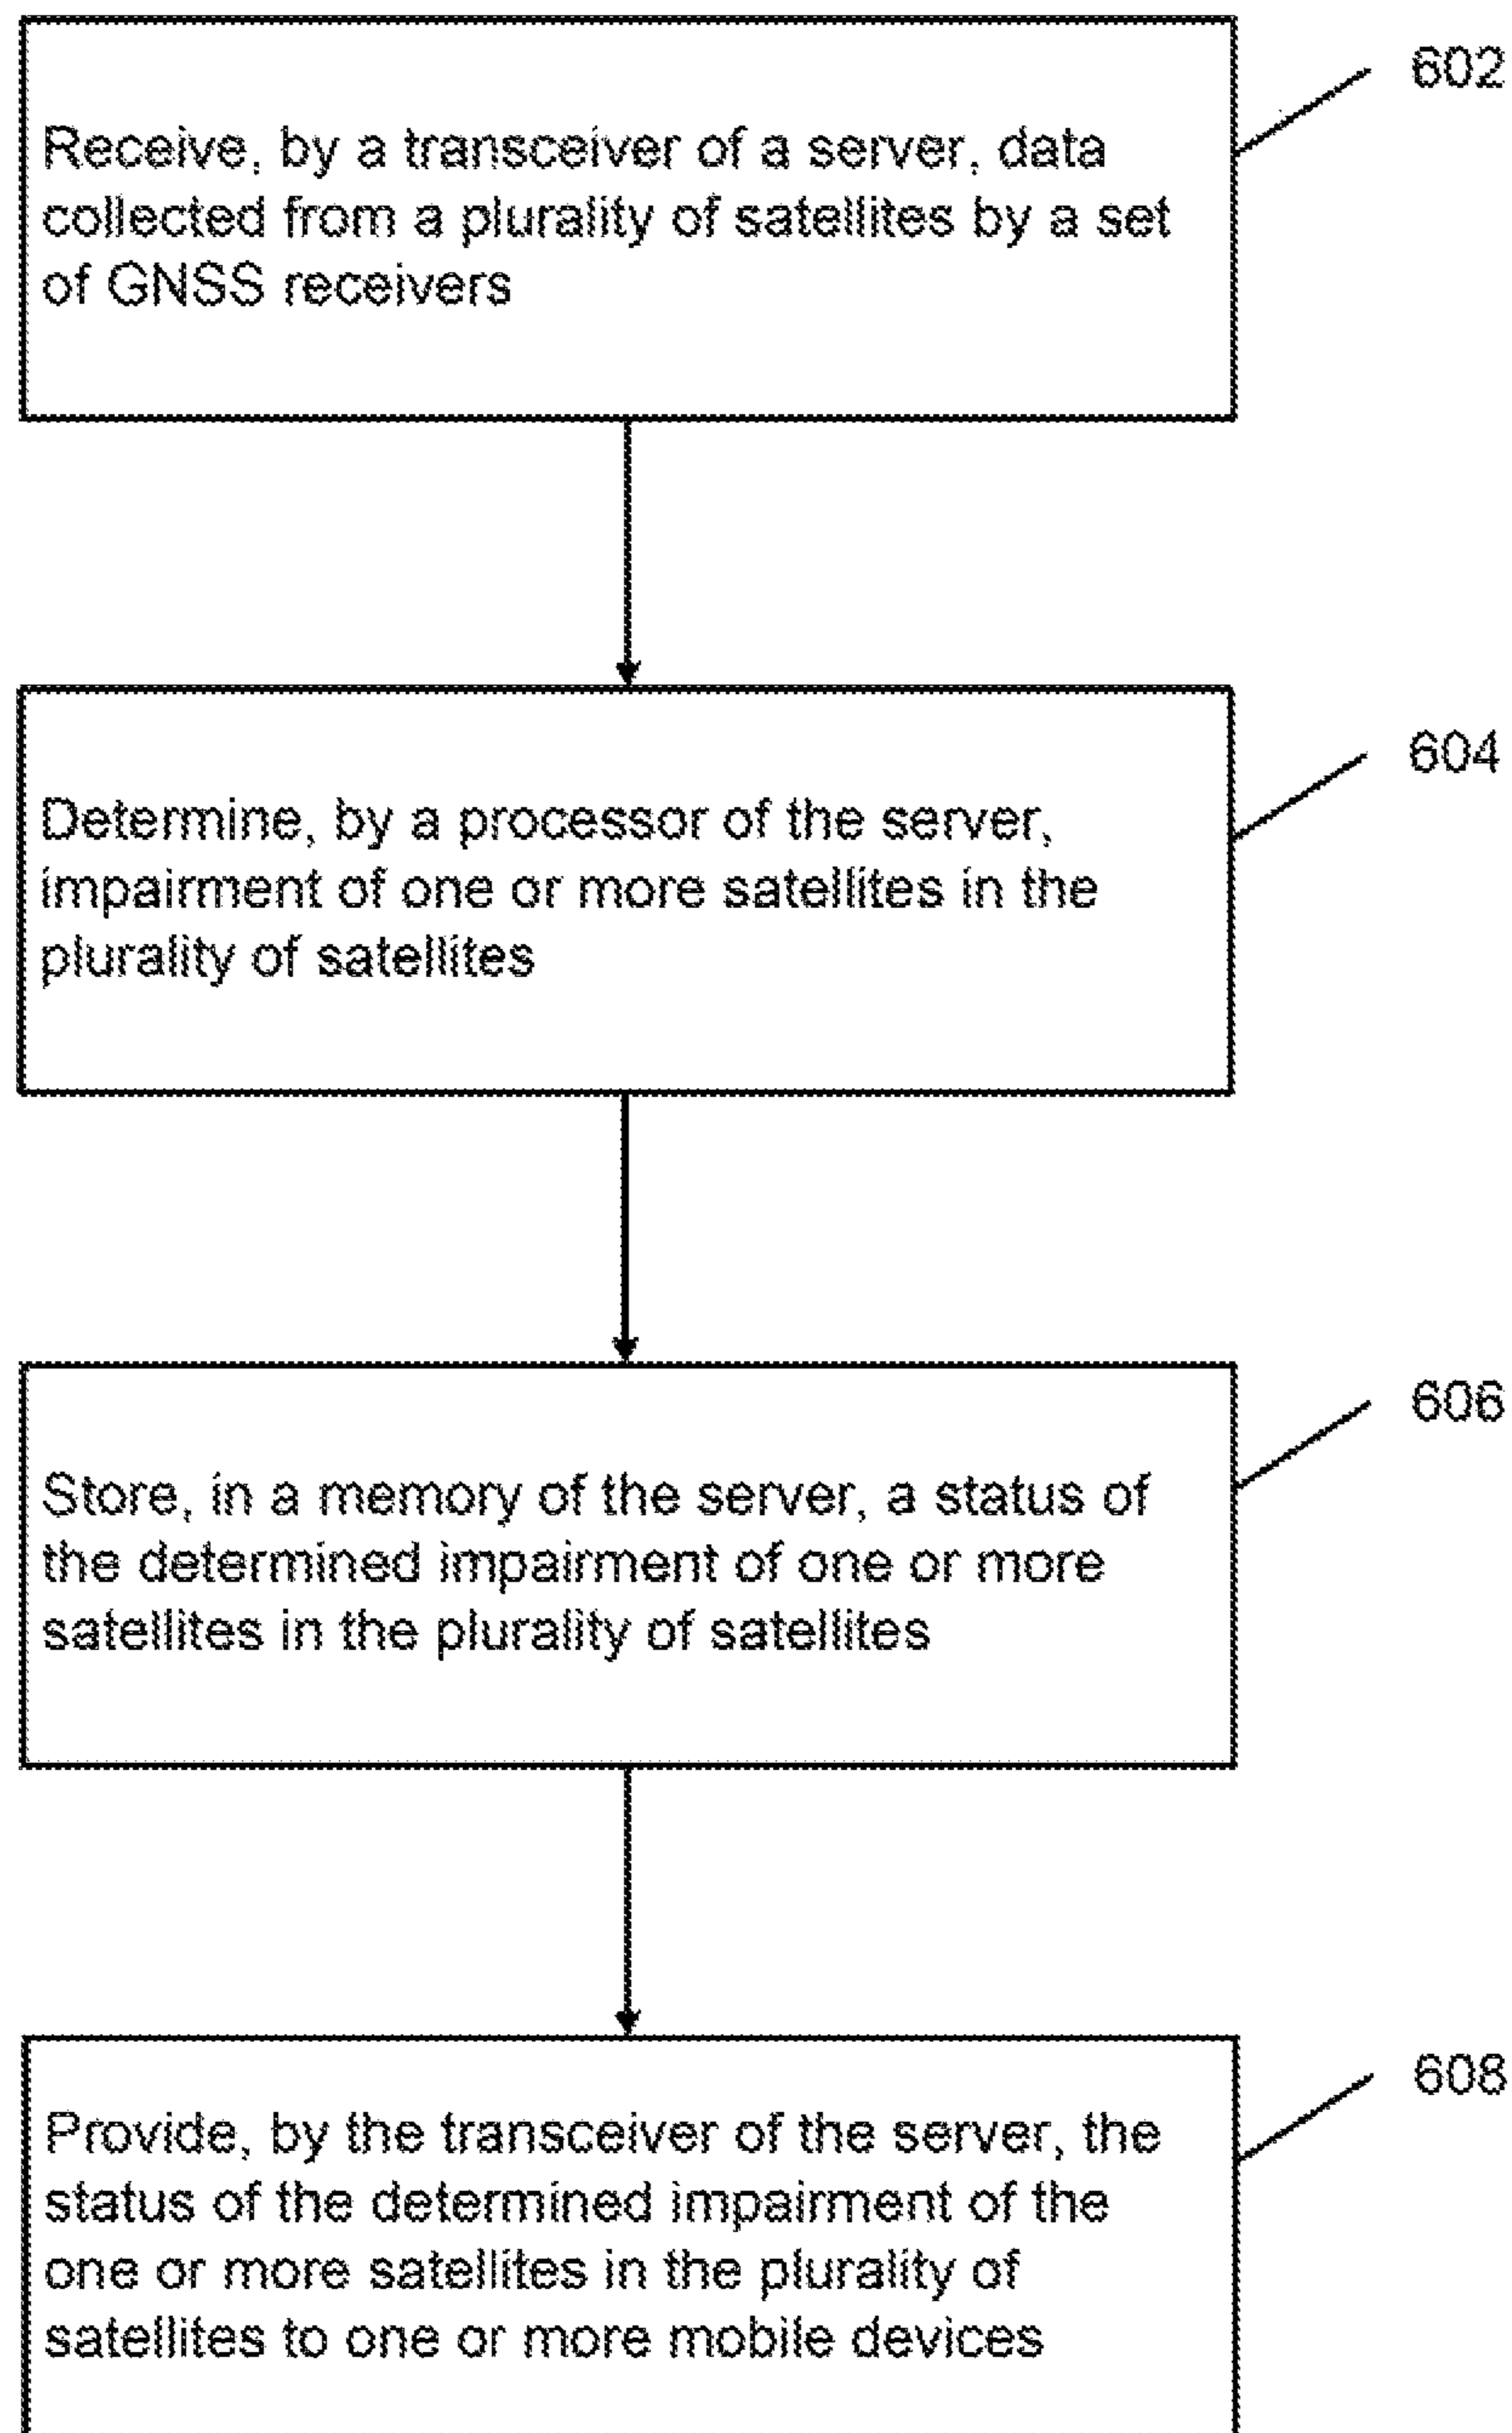 602
Receive, by a transceiver of a server, data
collected from a plurality of satellites by a set
of GNSS receivers
604
Determine, by a processor of the server,
impairment of one or more satellites in the
plurality of satellites
606
Store, in a memory of the server, a status of
the determined impairment of one or more
satellites in the plurality of satellites
608
Provide, by the transceiver of the server, the
status of the determined impairment of the
one or more satellites in the plurality of
satellites to one or more mobile devices